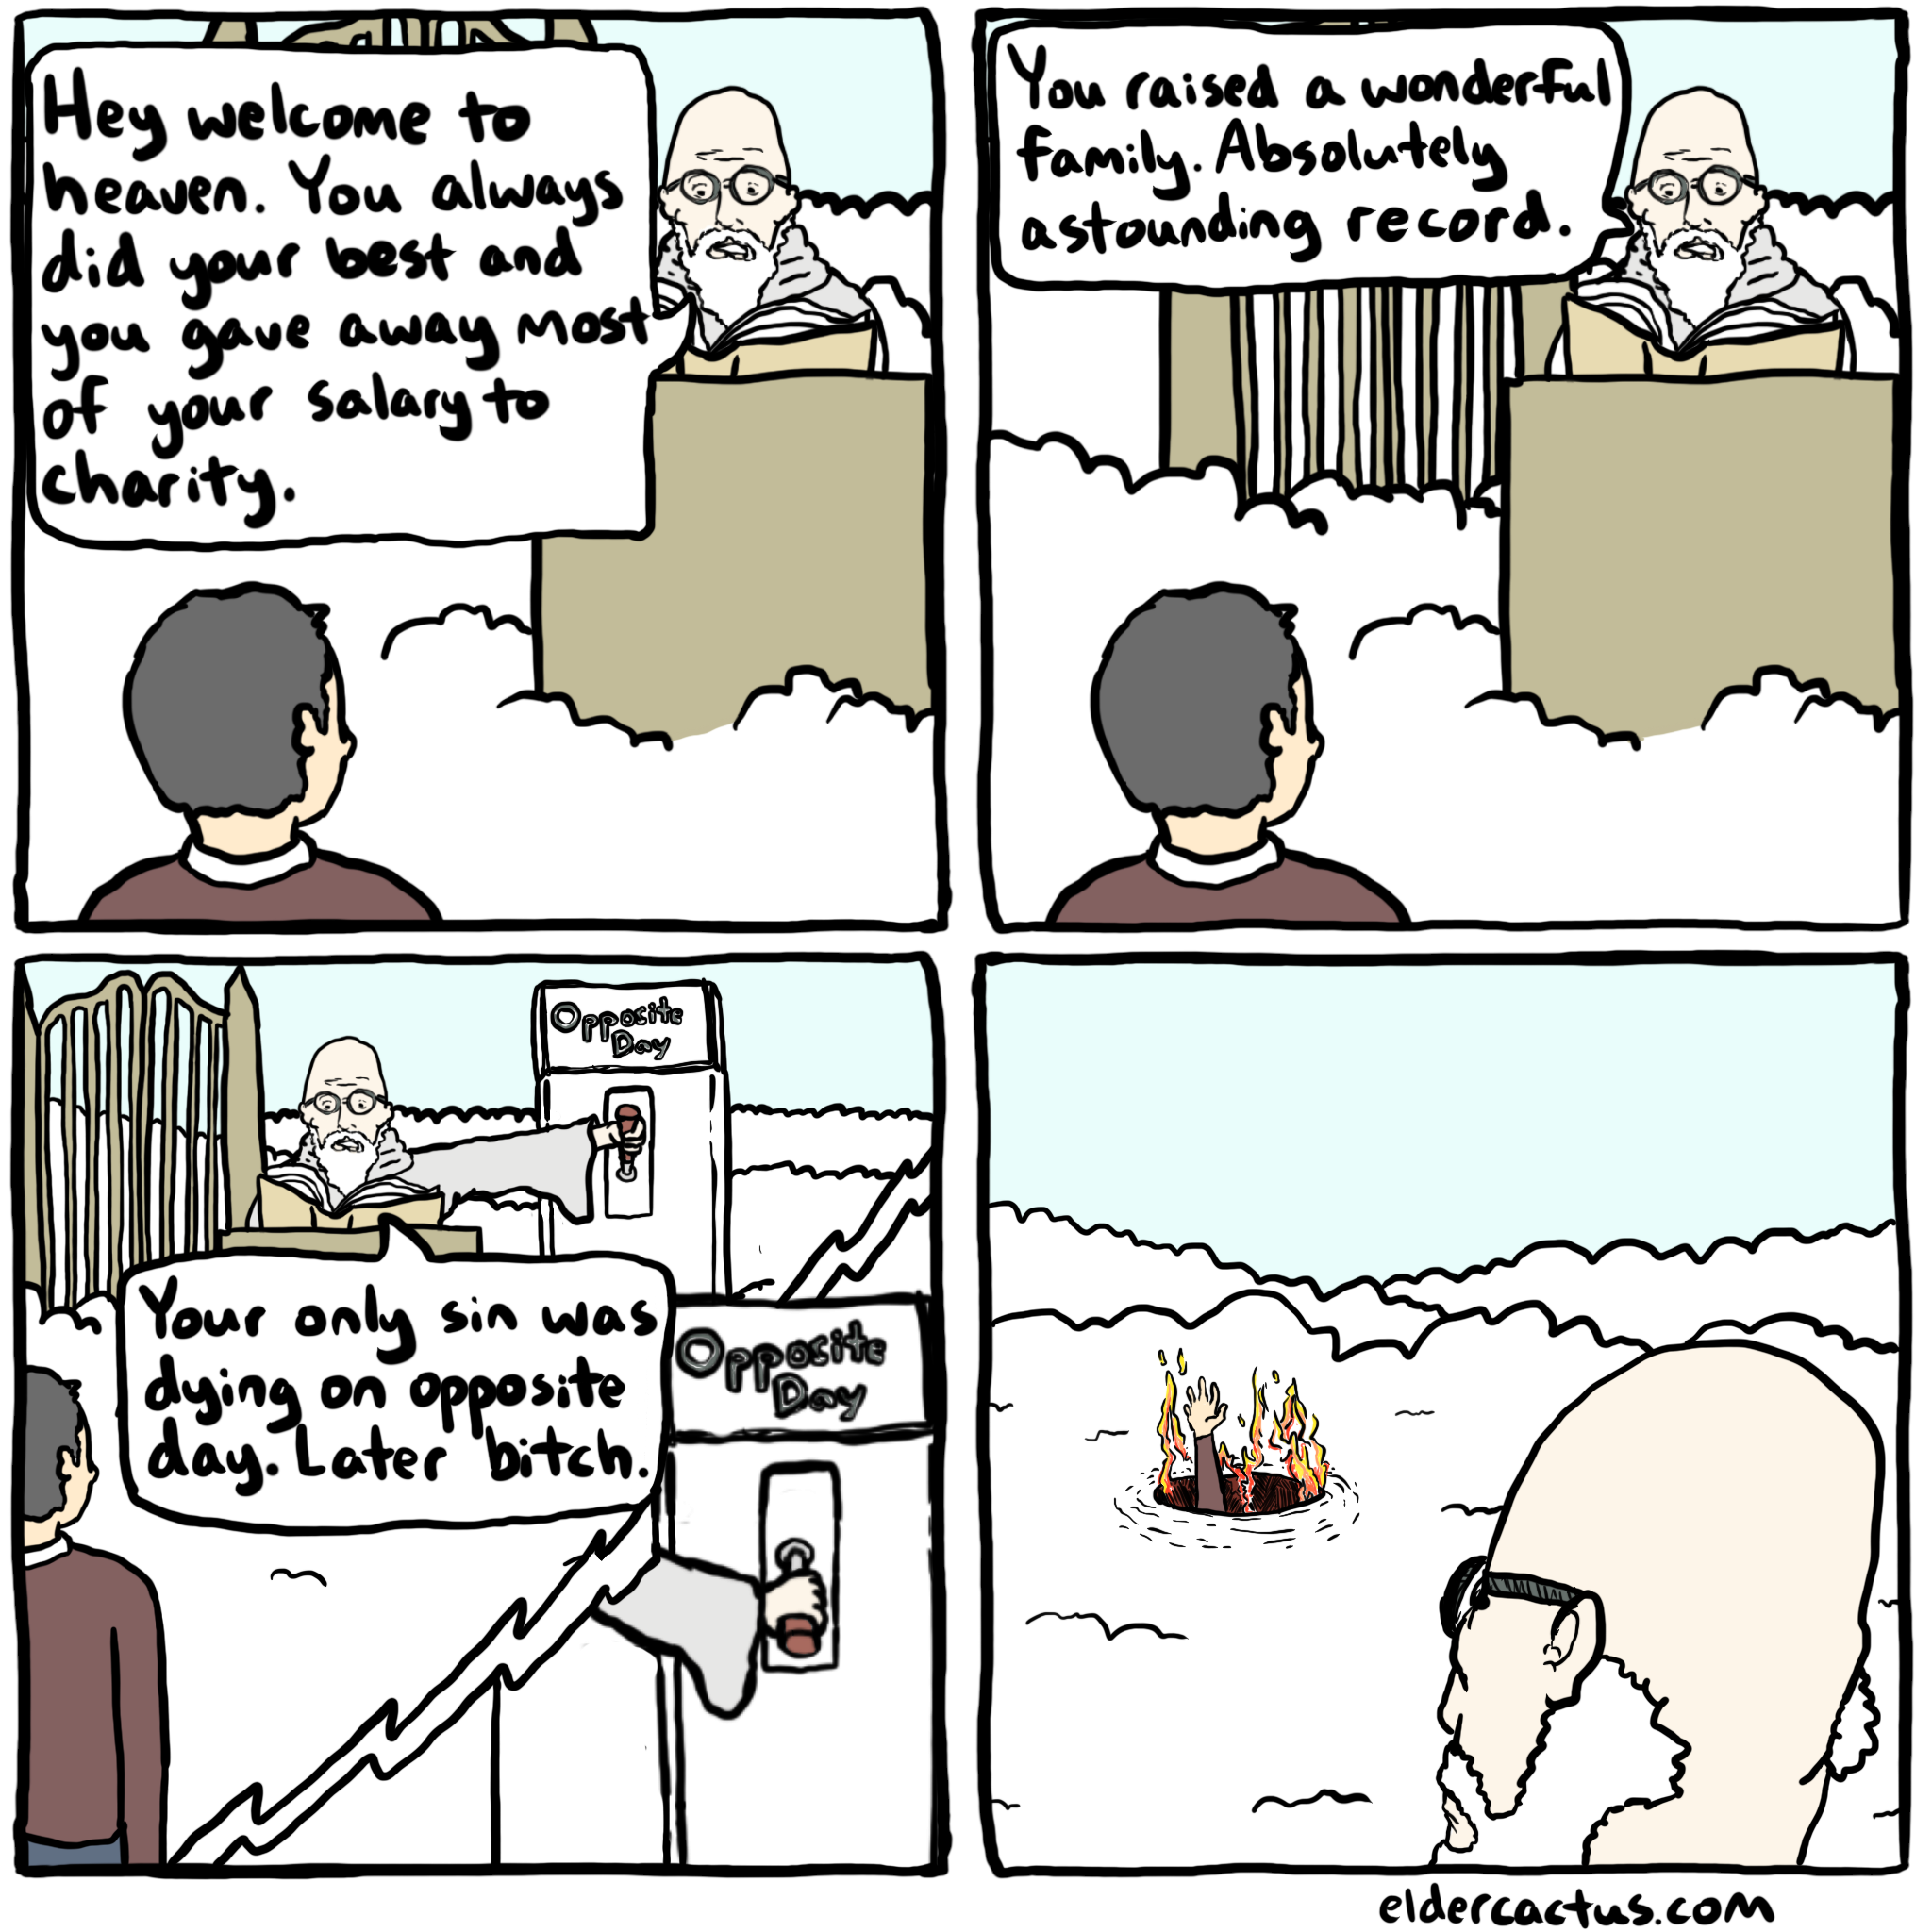 Hey welcome to
heaven. You always
did your best and
you gave away most
of your salary to
charity.
You raised a wonderful
family. Absolutely
astounding record.
Opposite
Day
Your only sin was
dying on opposite
day. Later bitch.
Opposite
Day
eldercactus.com